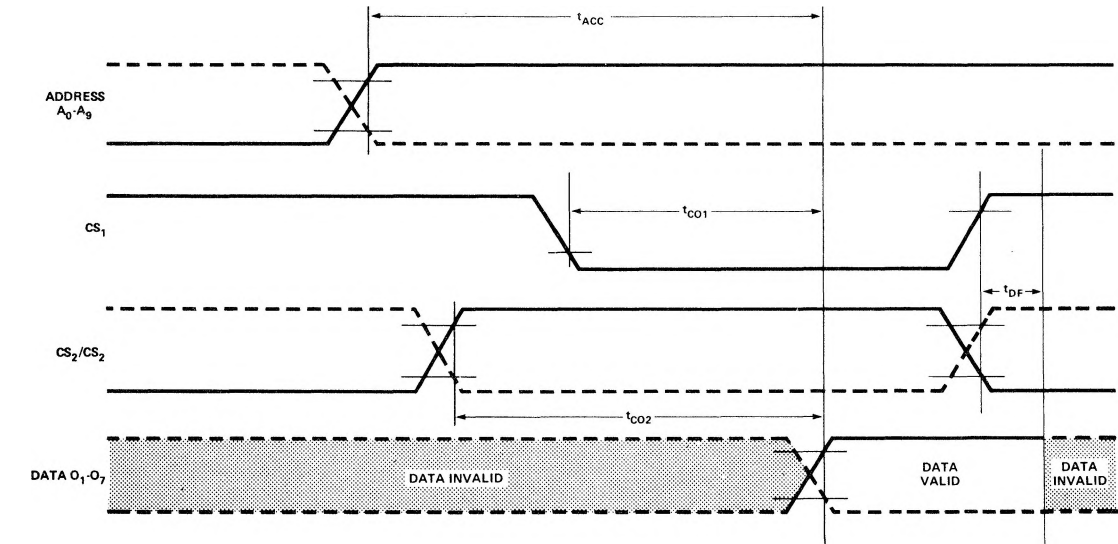 tACC
ADDRESS
A0-A9
CS1
tCO1
tDF
CS2/CS2
tCO2
DATA O1-O7
DATA INVALID
DATA
VALID
DATA
INVALID